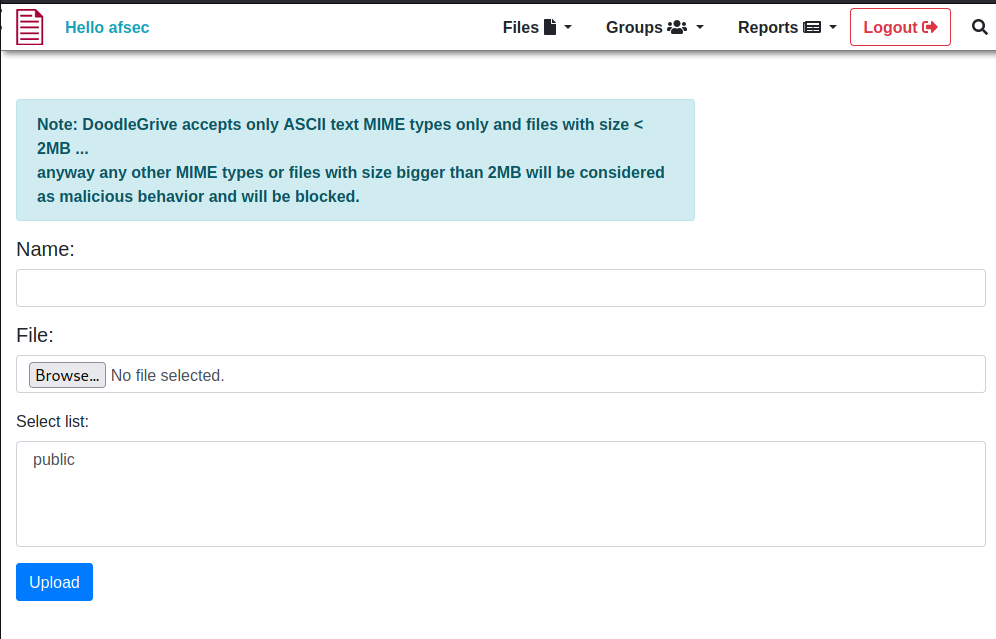 Hello afsec Files Groups Reports Logout
Note: DoodleGrive accepts only ASCII text MIME types only and files with size <
2MB ...
anyway any other MIME types or files with size bigger than 2MB will be considered
as malicious behavior and will be blocked.
Name:
File:
Browse... No file selected.
Select list:
public
Upload